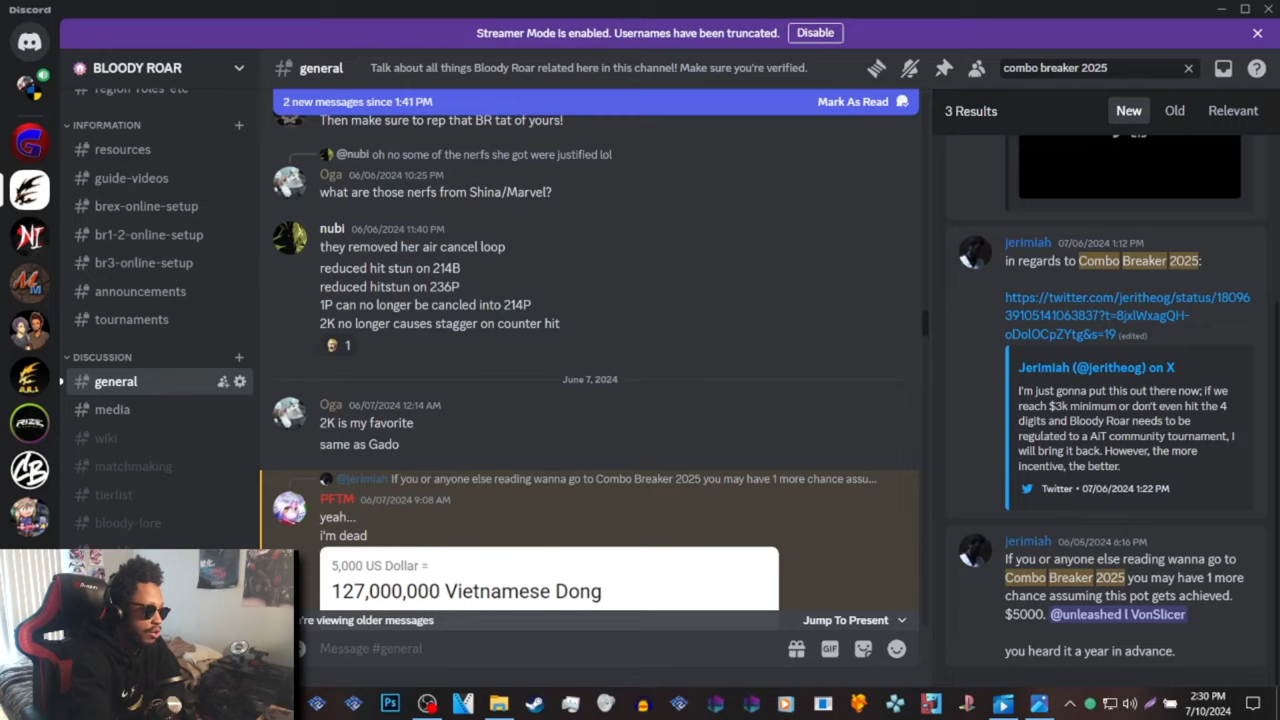 Discord
Streamer Mode is enabled. Usernames have been truncated.
Disable
BLOODY ROAR
general
Talk about all things Bloody Roar related here in this channel! Make sure you're verified.
combo breaker 2025
region-roles-etc
INFORMATION
resources
guide-videos
brex-online-setup
br1-2-online-setup
br3-online-setup
announcements
tournaments
DISCUSSION
general
media
wiki
matchmaking
tierlist
bloody-lore
2 new messages since 1:41 PM
Mark As Read
Then make sure to rep that BR tat of yours!
@nubi oh no some of the nerfs she got were justified lol
Oga 06/06/2024 10:25 PM
what are those nerfs from Shina/Marvel?
nubi 06/06/2024 11:40 PM
they removed her air cancel loop
reduced hit stun on 214B
reduced hitstun on 236P
1P can no longer be cancled into 214P
2K no longer causes stagger on counter hit
1
June 7, 2024
Oga 06/07/2024 12:14 AM
2K is my favorite
same as Gado
@jerimiah If you or anyone else reading wanna go to Combo Breaker 2025 you may have 1 more chance assu...
PFTM 06/07/2024 9:08 AM
yeah...
i'm dead
5,000 US Dollar =
127,000,000 Vietnamese Dong
're viewing older messages
Jump To Present
Message #general
GIF
3 Results
New
Old
Relevant
jerimiah 07/06/2024 1:12 PM
in regards to Combo Breaker 2025:
https://twitter.com/jeritheog/status/18096
39105141063837?t=8jxlWxagQH-
oDolOCpZYtg&s=19 (edited)
Jerimiah (@jeritheog) on X
I'm just gonna put this out there now; if we
reach $3k minimum or don't even hit the 4
digits and Bloody Roar needs to be
regulated to a AiT community tournament, I
will bring it back. However, the more
incentive, the better.
Twitter • 07/06/2024 1:22 PM
jerimiah 06/05/2024 6:16 PM
If you or anyone else reading wanna go to
Combo Breaker 2025 you may have 1 more
chance assuming this pot gets achieved.
$5000. @unleashed l VonSlicer
you heard it a year in advance.
2:30 PM
7/10/2024